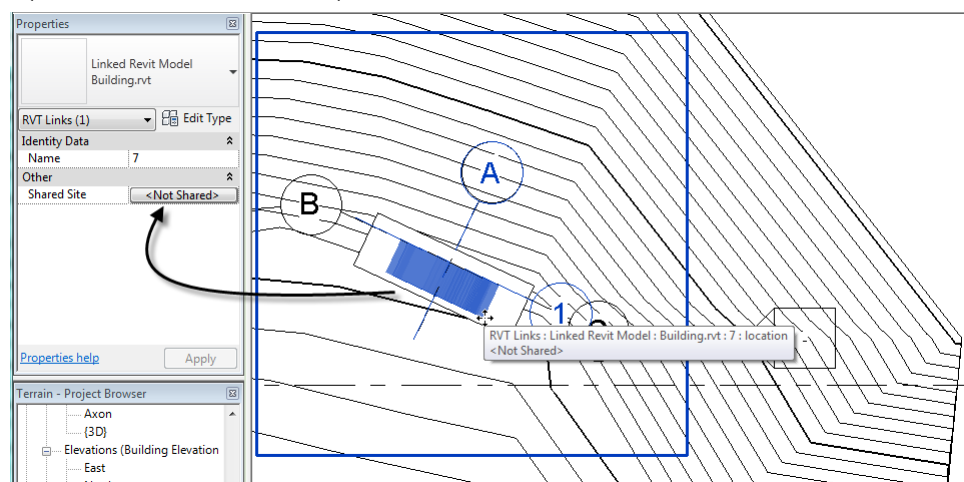 Properties
Linked Revit Model
Building.rvt
RVT Links (1)
Edit Type
Identity Data
Name 7
Other
Shared Site <Not Shared>
Properties help Apply
A
B
1
RVT Links : Linked Revit Model : Building.rvt : 7 : location
<Not Shared>
Terrain - Project Browser
Axon
{3D}
Elevations (Building Elevation
East